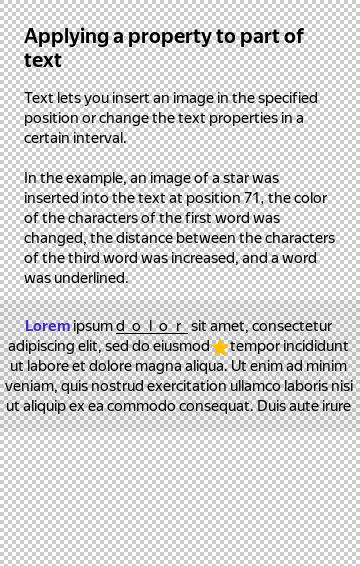 Applying a property to part of
text
Text lets you insert an image in the specified
position or change the text properties in a
certain interval.
In the example, an image of a star was
inserted into the text at position 71, the color
of the characters of the first word was
changed, the distance between the characters
of the third word was increased, and a word
was underlined.
Lorem ipsum d o l o r sit amet, consectetur
adipiscing elit, sed do eiusmod tempor incididunt
ut labore et dolore magna aliqua. Ut enim ad minim
veniam, quis nostrud exercitation ullamco laboris nisi
ut aliquip ex ea commodo consequat. Duis aute irure